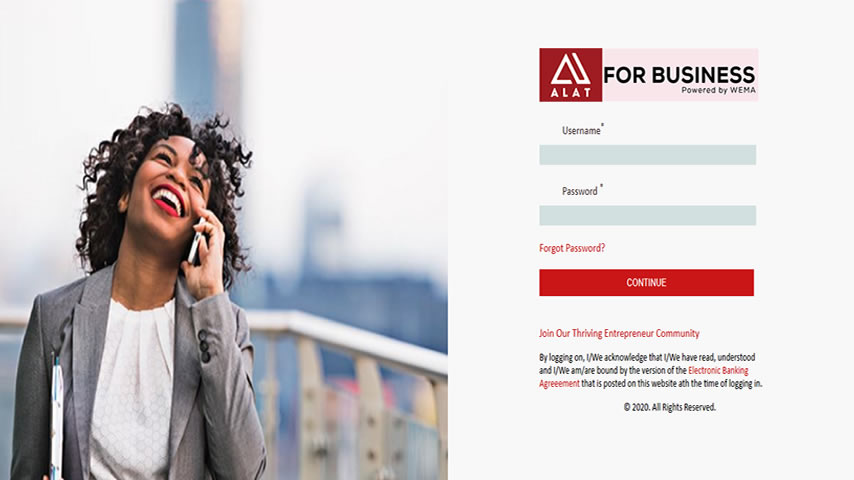 ALAT
FOR BUSINESS
Powered by WEMA
Username*
Password *
Forgot Password?
CONTINUE
Join Our Thriving Entrepreneur Community
By logging on, I/We acknowledge that I/We have read, understood
and I/We am/are bound by the version of the Electronic Banking
Agreeement that is posted on this website ath the time of logging in.
© 2020. All Rights Reserved.